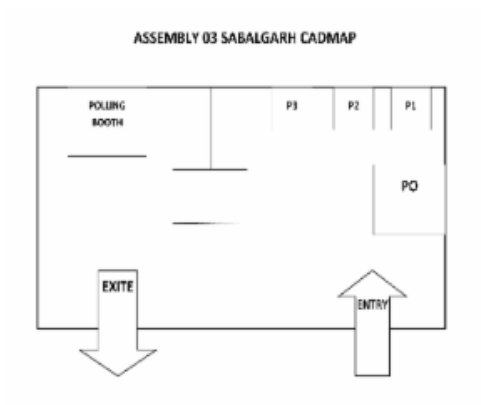 ASSEMBLY 03 SABALGARH CADMAP
POLLING
BOOTH
P3
P2
P1
PO
EXITE
ENTRY